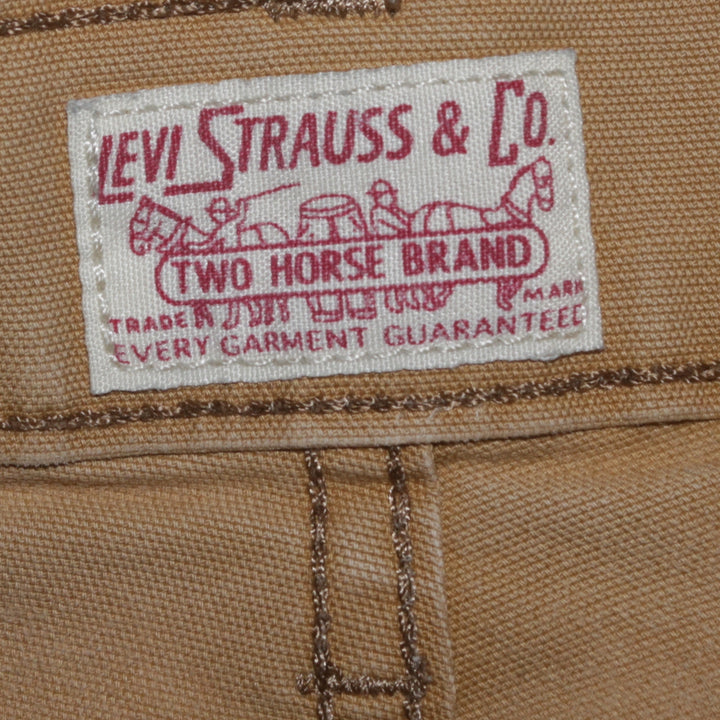 LEVI STRAUSS & CO.
TWO HORSE BRAND
TRADE MARK
EVERY GARMENT GUARANTEED